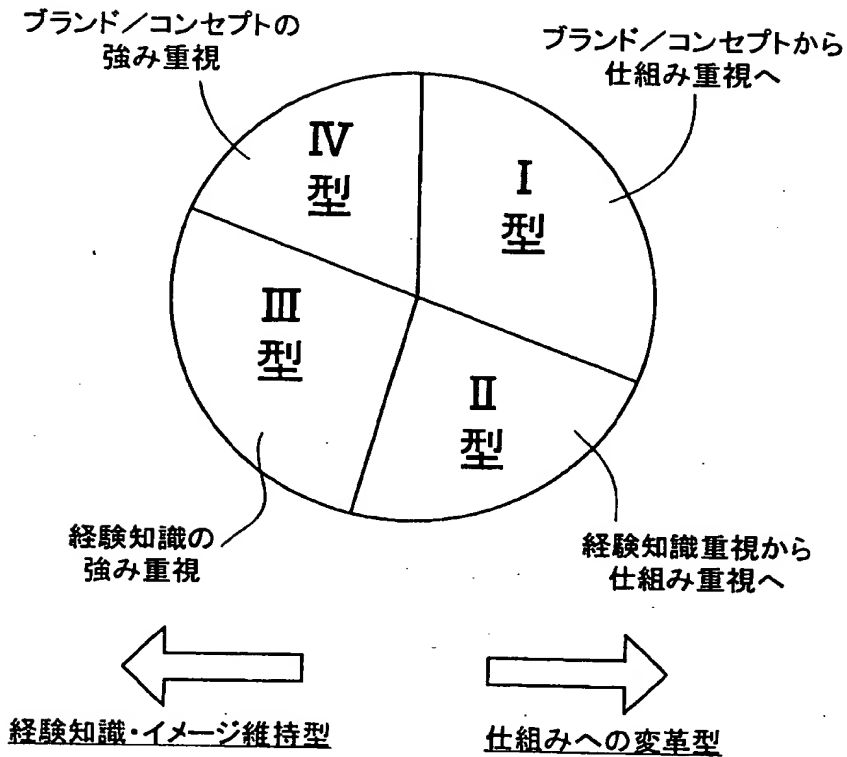 ブランド／コンセプトの
強み重視
ブランド／コンセプトから
仕組み重視へ
Ⅳ
型
Ⅰ
型
Ⅲ
型
Ⅱ
型
経験知識の
強み重視
経験知識重視から
仕組み重視へ
経験知識・イメージ維持型
仕組みへの変革型